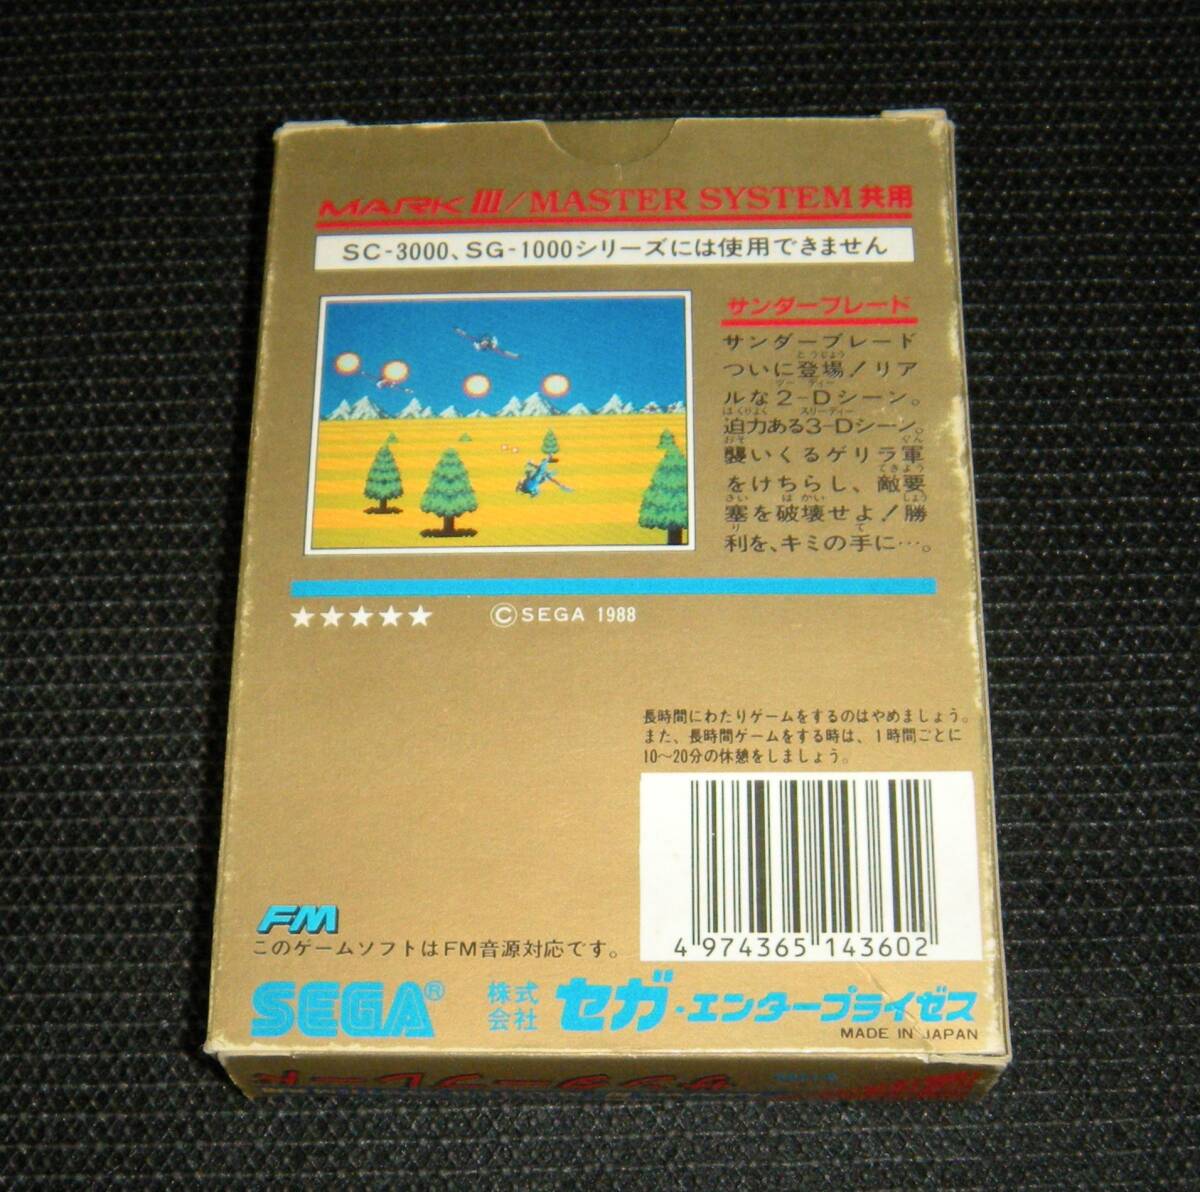 MARK III/MASTER SYSTEM 共用
SC-3000、SG-1000シリーズには使用できません
サンダーブレード
サンダーブレード
ついに登場!リア
ルな2-Dシーン。
迫力ある3-Dシーン。
襲いくるゲリラ軍
をけちらし、敵要
塞を破壊せよ!勝
利を、キミの手に…。
★★★★★ ©SEGA 1988
長時間にわたりゲームをするのはやめましょう。
また、長時間ゲームをする時は、1時間ごとに
10〜20分の休憩をしましょう。
4 974365 143602
FM
このゲームソフトはFM音源対応です。
SEGA® 株式会社 セガ・エンタープライゼス
MADE IN JAPAN
サンダーブレード